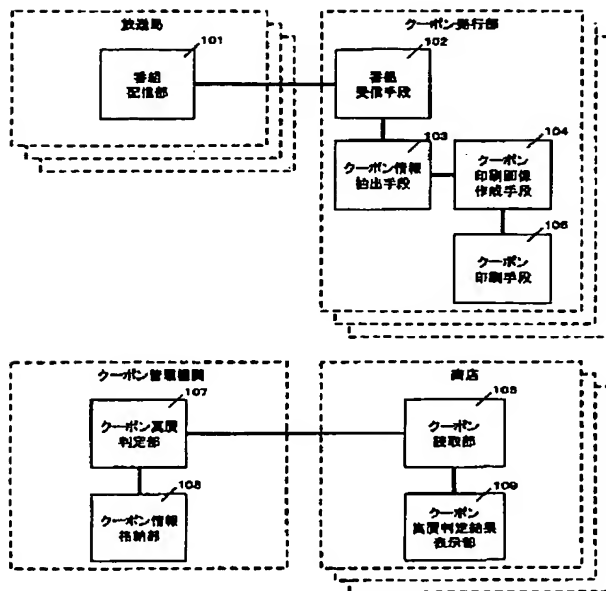 放送局
101
番組
配信部
クーポン発行部
102
番組
受信手段
103
クーポン情報
抽出手段
104
クーポン
印刷画像
作成手段
クーポン
印刷手段
クーポン管理機関
107
クーポン真贋
判定部
108
クーポン情報
格納部
商店
クーポン
読取部
109
クーポン
真贋判定結果
表示部